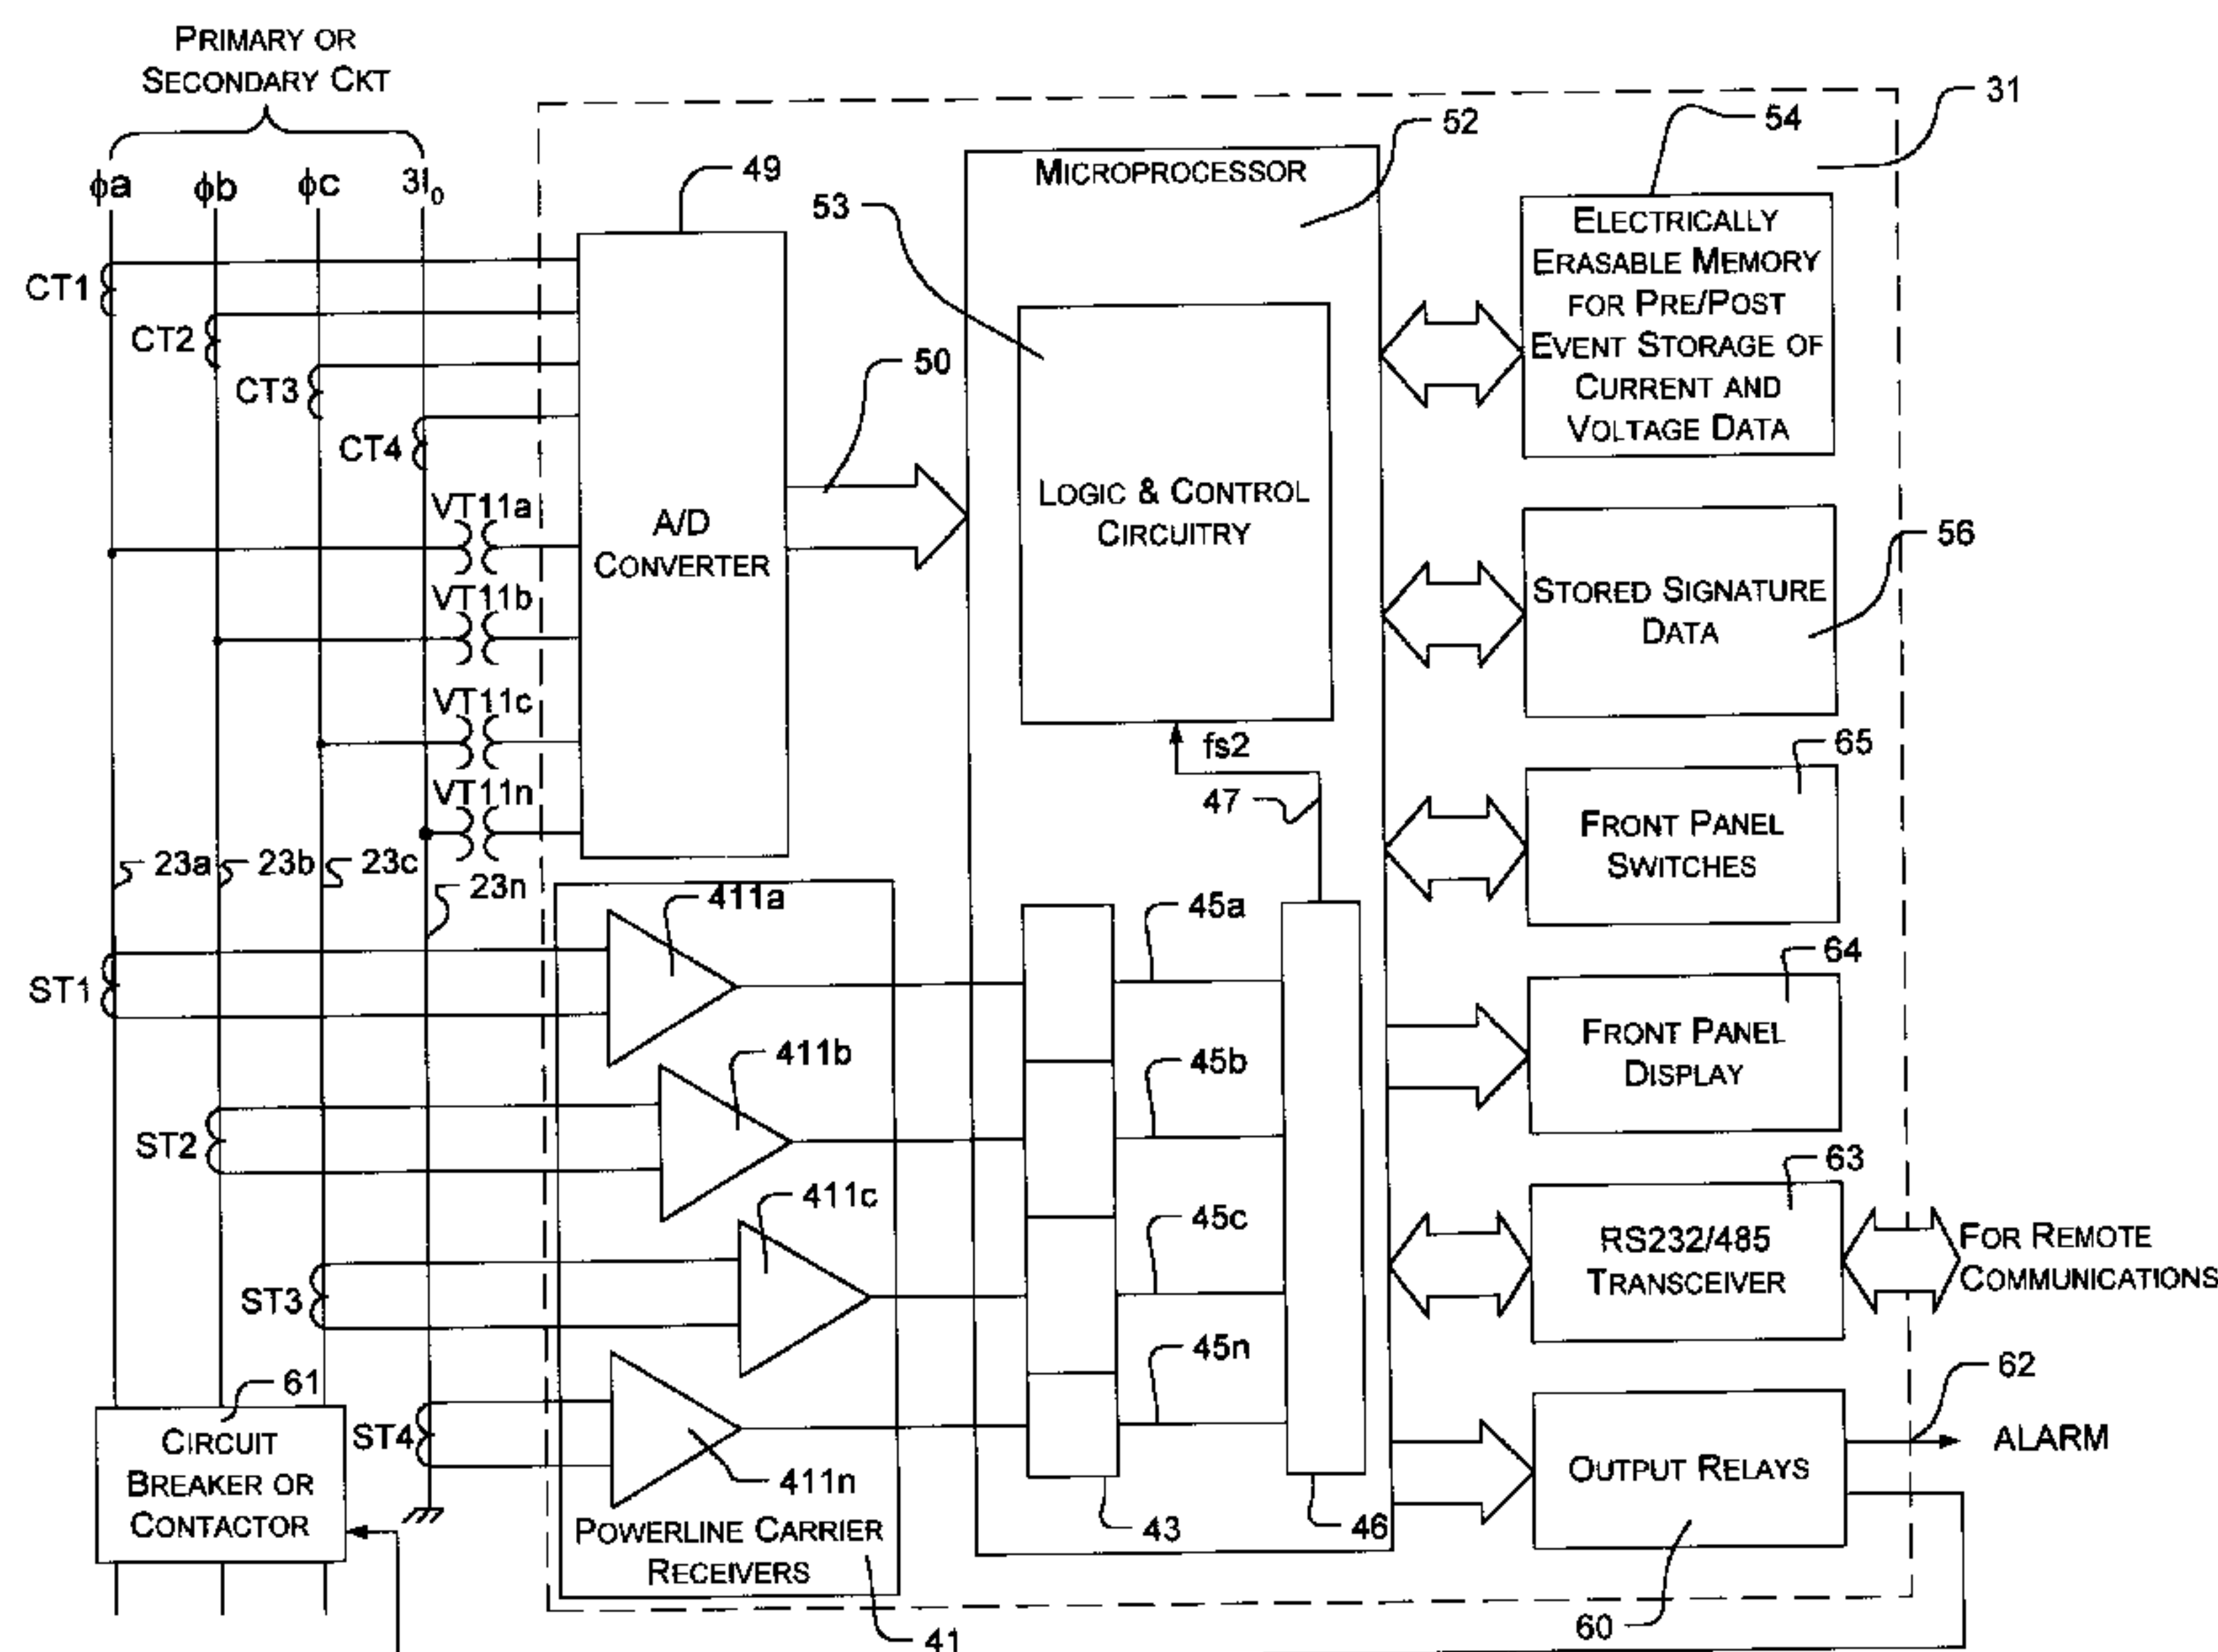 PRIMARY OR
SECONDARY CKT
ϕa
ϕb
ϕc
3I0
CT1
CT2
CT3
CT4
VT11a
VT11b
VT11c
VT11n
23a
23b
23c
23n
49
A/D
CONVERTER
50
MICROPROCESSOR
52
53
LOGIC & CONTROL
CIRCUITRY
fs2
47
54
31
ELECTRICALLY
ERASABLE MEMORY
FOR PRE/POST
EVENT STORAGE OF
CURRENT AND
VOLTAGE DATA
56
STORED SIGNATURE
DATA
65
FRONT PANEL
SWITCHES
64
FRONT PANEL
DISPLAY
63
RS232/485
TRANSCEIVER
FOR REMOTE
COMMUNICATIONS
62
ALARM
OUTPUT RELAYS
60
ST1
ST2
ST3
ST4
411a
411b
411c
411n
45a
45b
45c
45n
43
46
POWERLINE CARRIER
RECEIVERS
41
61
CIRCUIT
BREAKER OR
CONTACTOR